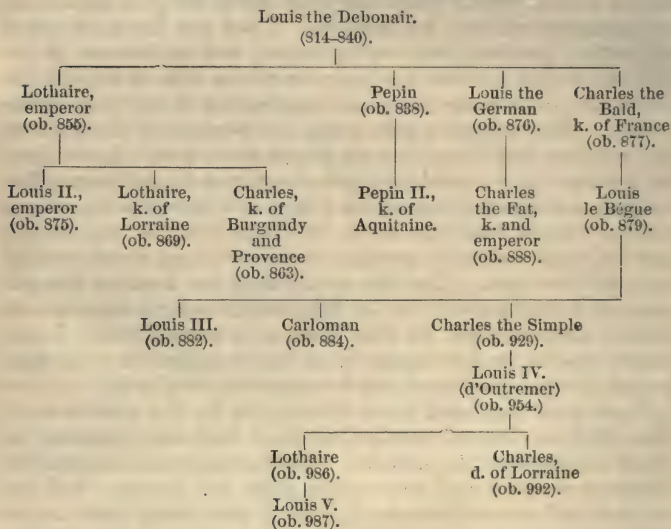 Louis the Debonair.
(814–840).
Lothaire, Pepin Louis the Charles the
emperor (ob. 838). German Bald,
(ob. 855). (ob. 876). k. of France
(ob. 877).
Louis II., Lothaire, Charles, Pepin II., Charles Louis
emperor k. of k. of k. of the Fat, le Bégue
(ob. 875). Lorraine Burgundy Aquitaine. k. and (ob. 879).
(ob. 869). and emperor
Provence (ob. 888).
(ob. 863).
Louis III. Carloman Charles the Simple
(ob. 882). (ob. 884). (ob. 929).
Louis IV.
(d'Outremer)
(ob. 954.)
Lothaire Charles,
(ob. 986). d. of Lorraine
Louis V. (ob. 992).
(ob. 987).